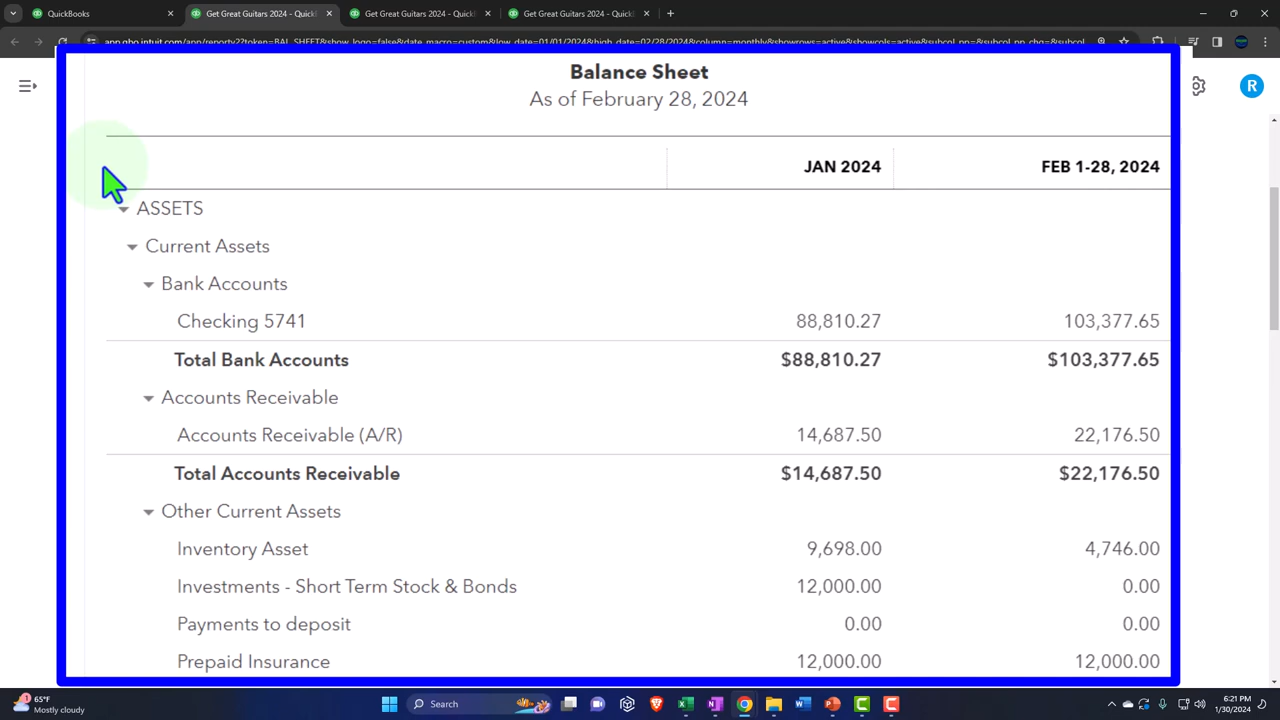 QuickBooks
Get Great Guitars 2024 - Quick
Get Great Guitars 2024 - Quick
Get Great Guitars 2024 - Quick
R
Balance Sheet
As of February 28, 2024
JAN 2024 FEB 1-28, 2024
ASSETS
Current Assets
Bank Accounts
Checking 5741 88,810.27 103,377.65
Total Bank Accounts $88,810.27 $103,377.65
Accounts Receivable
Accounts Receivable (A/R) 14,687.50 22,176.50
Total Accounts Receivable $14,687.50 $22,176.50
Other Current Assets
Inventory Asset 9,698.00 4,746.00
Investments - Short Term Stock & Bonds 12,000.00 0.00
Payments to deposit 0.00 0.00
Prepaid Insurance 12,000.00 12,000.00
65°F
Mostly cloudy
Search
6:21 PM
1/30/2024